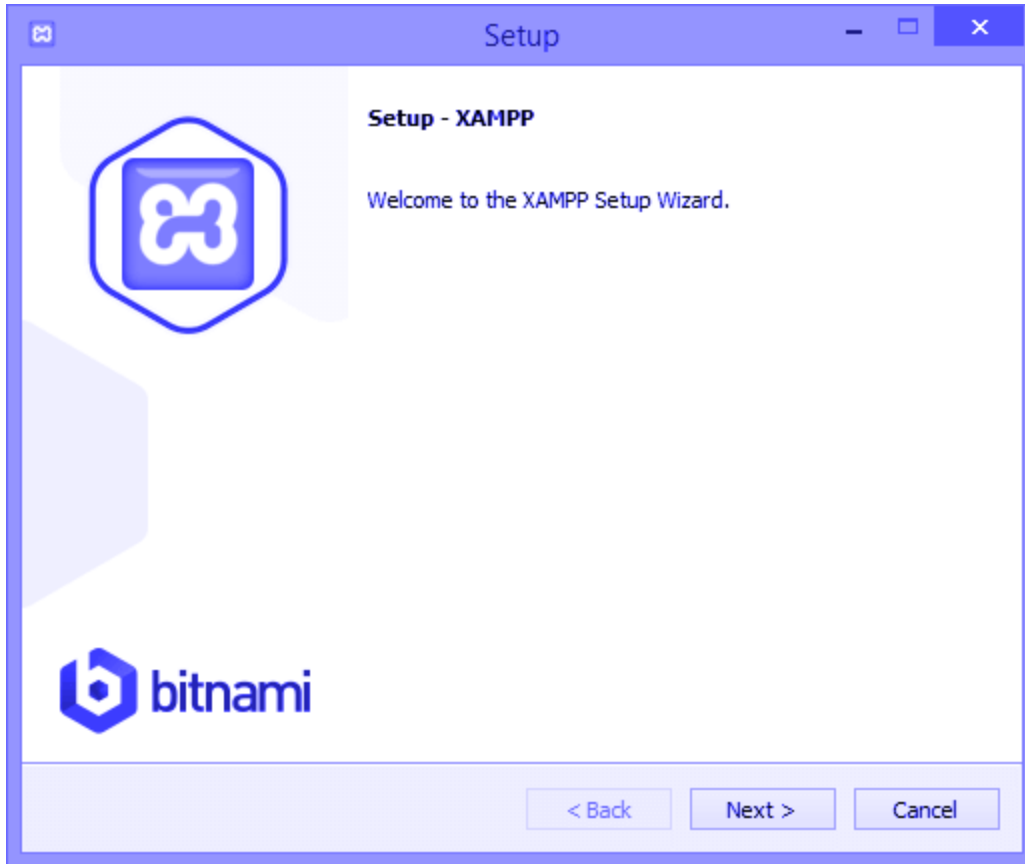 Setup
Setup - XAMPP
Welcome to the XAMPP Setup Wizard.
bitnami
< Back
Next >
Cancel